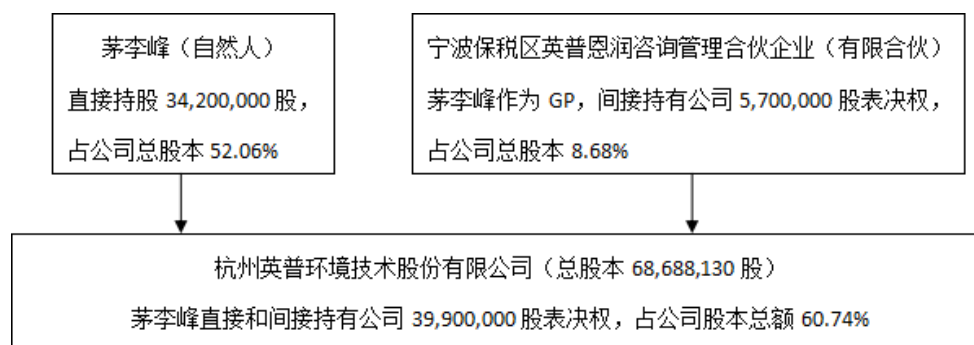 茅李峰（自然人）
直接持股 34,200,000 股，
占公司总股本 52.06%
宁波保税区英普恩润咨询管理合伙企业（有限合伙）
茅李峰作为 GP，间接持有公司 5,700,000 股表决权，
占公司总股本 8.68%
杭州英普环境技术股份有限公司（总股本 68,688,130 股）
茅李峰直接和间接持有公司 39,900,000 股表决权，占公司股本总额 60.74%